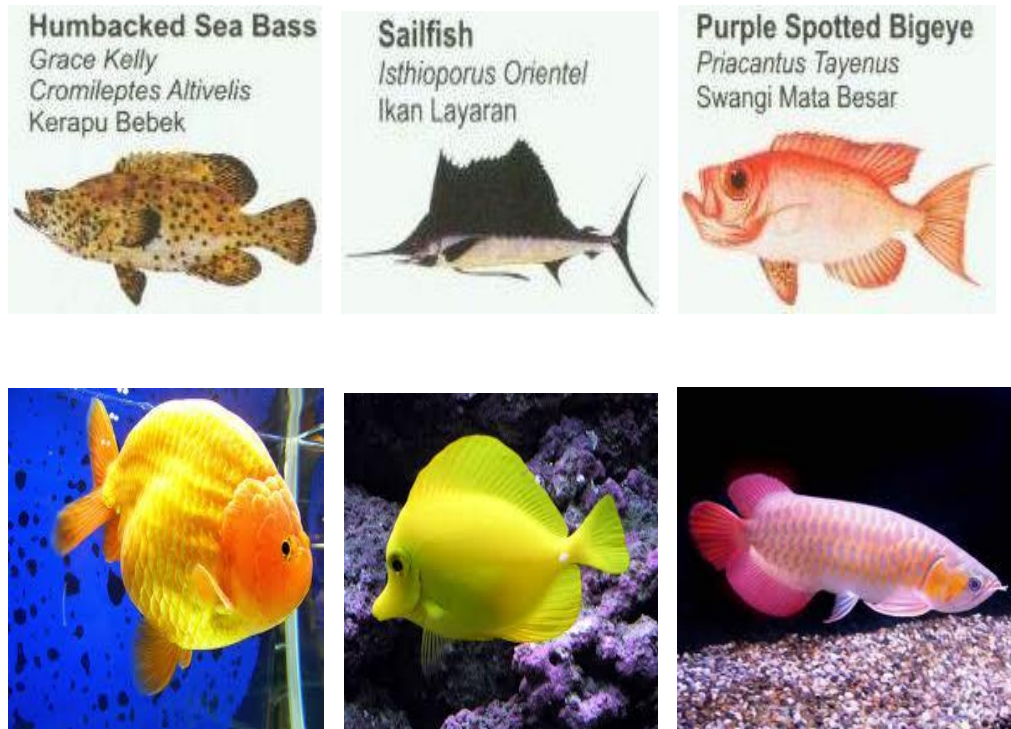 Humbacked Sea Bass
Grace Kelly
Cromileptes Altivelis
Kerapu Bebek
Sailfish
Isthioporus Orientel
Ikan Layaran
Purple Spotted Bigeye
Priacantus Tayenus
Swangi Mata Besar